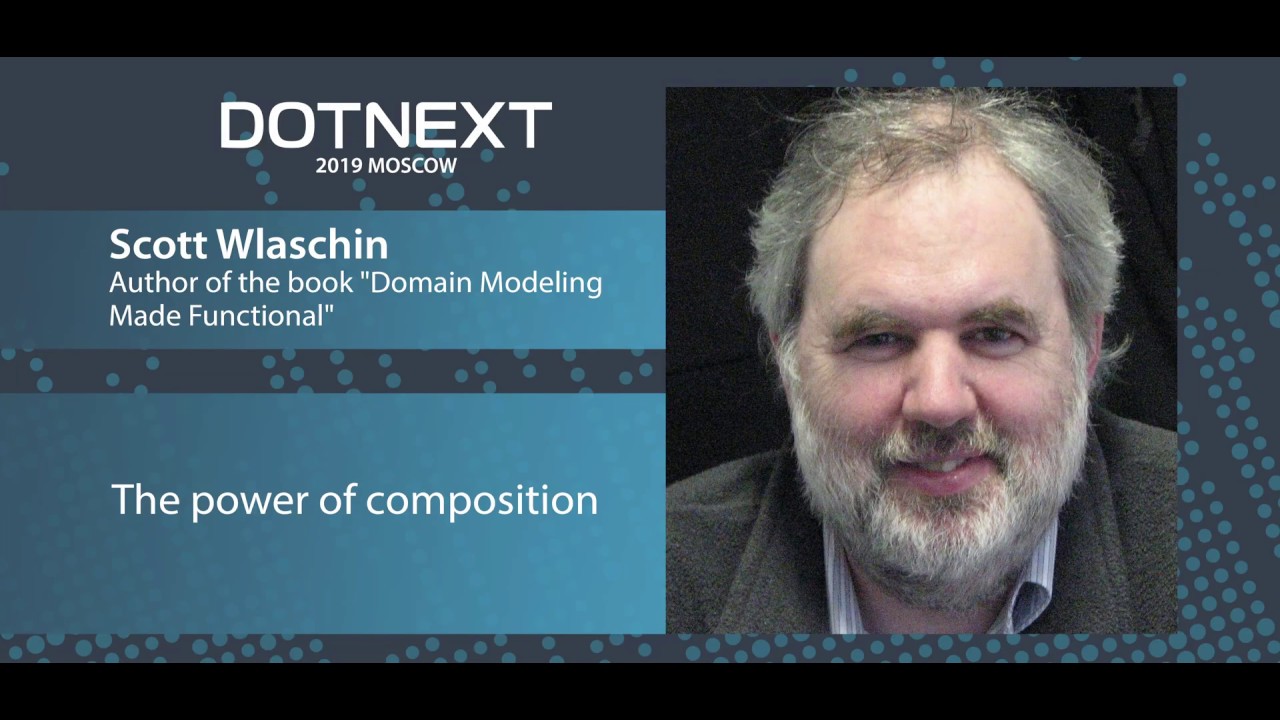 DOTNEXT
2019 MOSCOW
Scott Wlaschin
Author of the book "Domain Modeling
Made Functional"
The power of composition